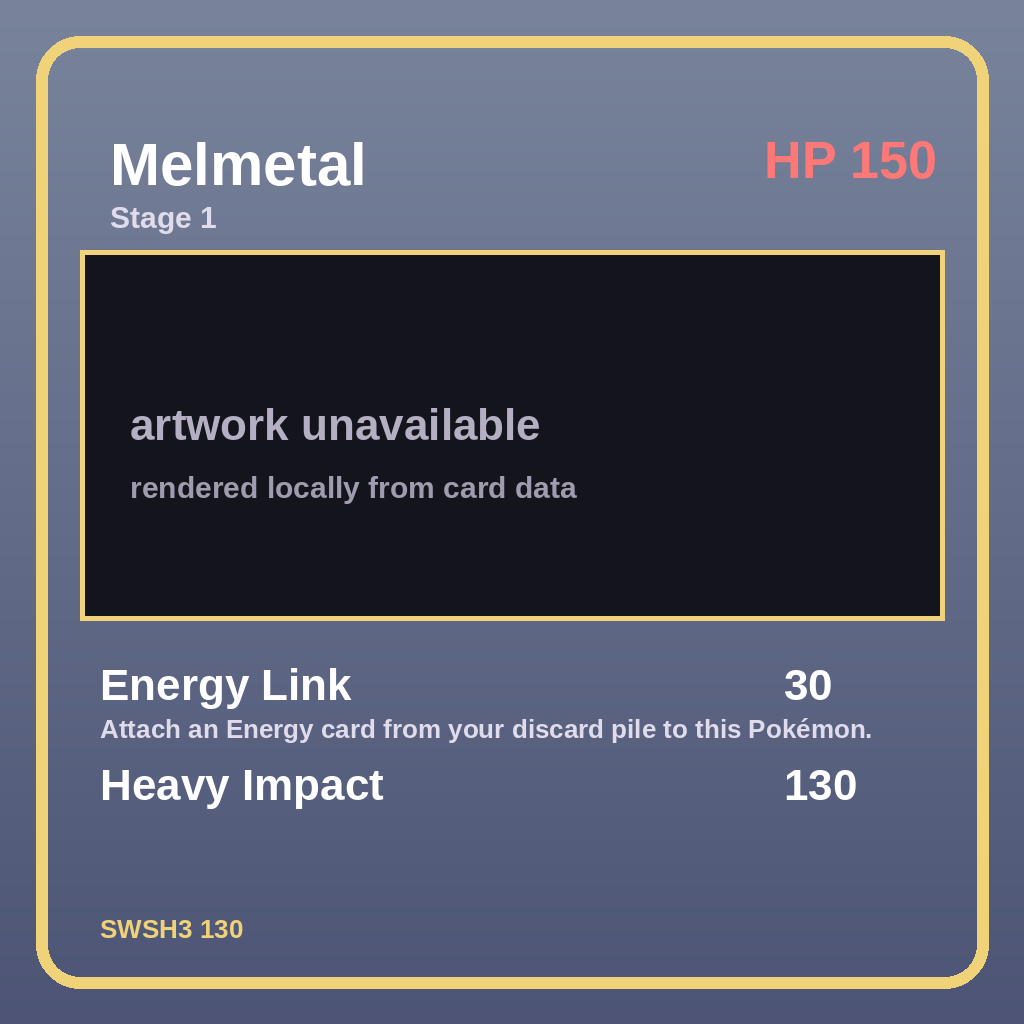 Melmetal
HP 150
Stage 1
artwork unavailable
rendered locally from card data
Energy Link 30
Attach an Energy card from your discard pile to this Pokémon.
Heavy Impact 130
SWSH3 130